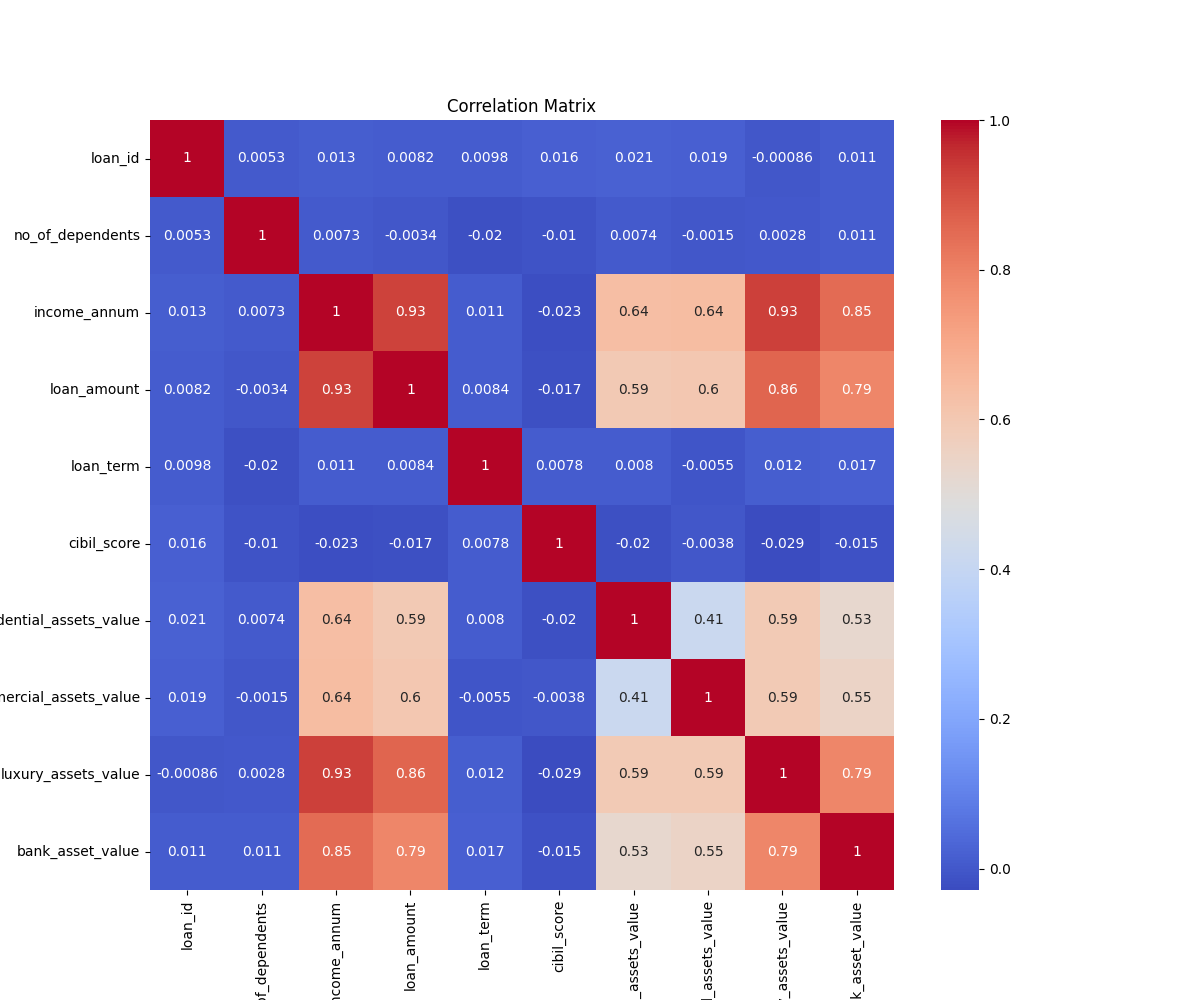 Correlation Matrix
loan_id 1 0.0053 0.013 0.0082 0.0098 0.016 0.021 0.019 -0.00086 0.011
no_of_dependents 0.0053 1 0.0073 -0.0034 -0.02 -0.01 0.0074 -0.0015 0.0028 0.011
income_annum 0.013 0.0073 1 0.93 0.011 -0.023 0.64 0.64 0.93 0.85
loan_amount 0.0082 -0.0034 0.93 1 0.0084 -0.017 0.59 0.6 0.86 0.79
loan_term 0.0098 -0.02 0.011 0.0084 1 0.0078 0.008 -0.0055 0.012 0.017
cibil_score 0.016 -0.01 -0.023 -0.017 0.0078 1 -0.02 -0.0038 -0.029 -0.015
dential_assets_value 0.021 0.0074 0.64 0.59 0.008 -0.02 1 0.41 0.59 0.53
mercial_assets_value 0.019 -0.0015 0.64 0.6 -0.0055 -0.0038 0.41 1 0.59 0.55
luxury_assets_value -0.00086 0.0028 0.93 0.86 0.012 -0.029 0.59 0.59 1 0.79
bank_asset_value 0.011 0.011 0.85 0.79 0.017 -0.015 0.53 0.55 0.79 1
loan_id
of_dependents
ncome_annum
loan_amount
loan_term
cibil_score
_assets_value
l_assets_value
y_assets_value
k_asset_value
1.0
0.8
0.6
0.4
0.2
0.0